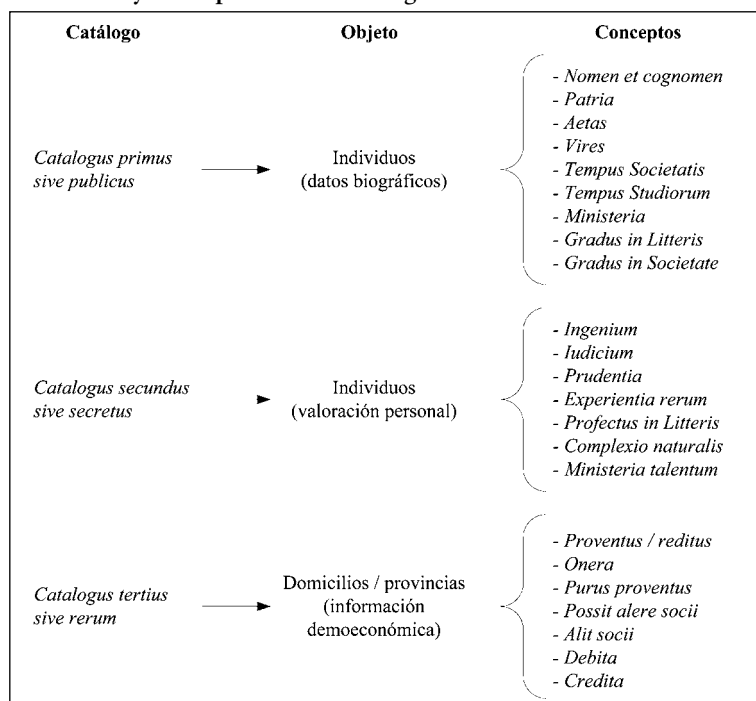 Catálogo
Objeto
Conceptos
Catalogus primus
sive publicus
Individuos
(datos biográficos)
- Nomen et cognomen
- Patria
- Aetas
- Vires
- Tempus Societatis
- Tempus Studiorum
- Ministeria
- Gradus in Litteris
- Gradus in Societate
Catalogus secundus
sive secretus
Individuos
(valoración personal)
- Ingenium
- Iudicium
- Prudentia
- Experientia rerum
- Profectus in Litteris
- Complexio naturalis
- Ministeria talentum
Catalogus tertius
sive rerum
Domicilios / provincias
(información
demoeconómica)
- Proventus / reditus
- Onera
- Purus proventus
- Possit alere socii
- Alit socii
- Debita
- Credita